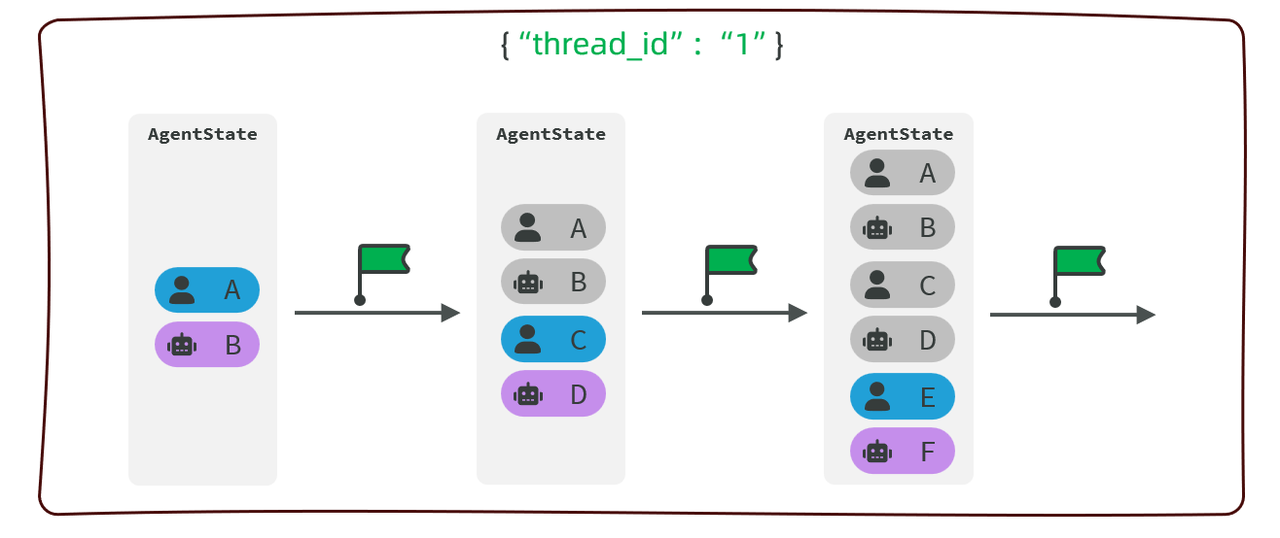 { “thread_id” : “1” }
AgentState
A
B
AgentState
A
B
C
D
AgentState
A
B
C
D
E
F